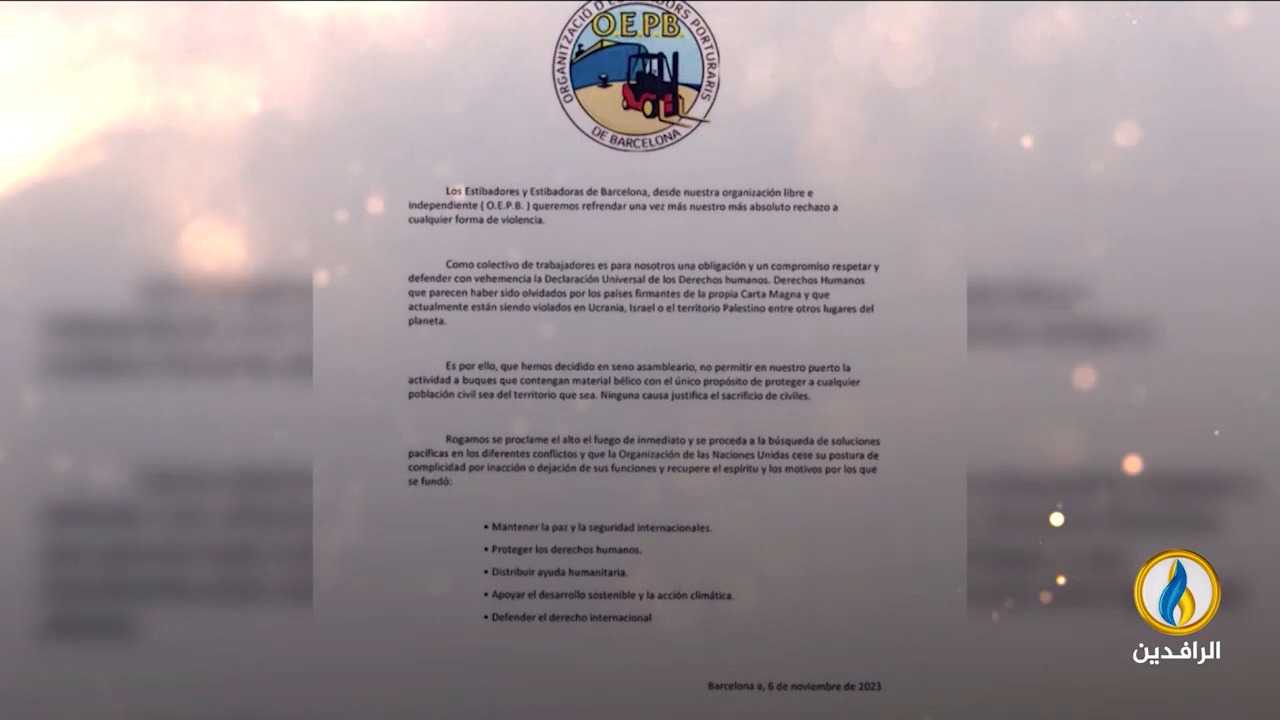 ORGANITZACIÓ D'ESTIBADORS PORTURARIS
O.E.P.B.
DE BARCELONA
Los Estibadores y Estibadoras de Barcelona, desde nuestra organización libre e
independiente ( O.E.P.B. ) queremos refrendar una vez más nuestro más absoluto rechazo a
cualquier forma de violencia.
Como colectivo de trabajadores es para nosotros una obligación y un compromiso respetar y
defender con vehemencia la Declaración Universal de los Derechos humanos. Derechos Humanos
que parecen haber sido olvidados por los países firmantes de la propia Carta Magna y que
actualmente están siendo violados en Ucrania, Israel o el territorio Palestino entre otros lugares del
planeta.
Es por ello, que hemos decidido en seno asambleario, no permitir en nuestro puerto la
actividad a buques que contengan material bélico con el único propósito de proteger a cualquier
población civil sea del territorio que sea. Ninguna causa justifica el sacrificio de civiles.
Rogamos se proclame el alto el fuego de inmediato y se proceda a la búsqueda de soluciones
pacíficas en los diferentes conflictos y que la Organización de las Naciones Unidas cese su postura de
complicidad por inacción o dejación de sus funciones y recupere el espíritu y los motivos por los que
se fundó:
• Mantener la paz y la seguridad internacionales.
• Proteger los derechos humanos.
• Distribuir ayuda humanitaria.
• Apoyar el desarrollo sostenible y la acción climática.
• Defender el derecho internacional
Barcelona a, 6 de noviembre de 2023
الرافدين